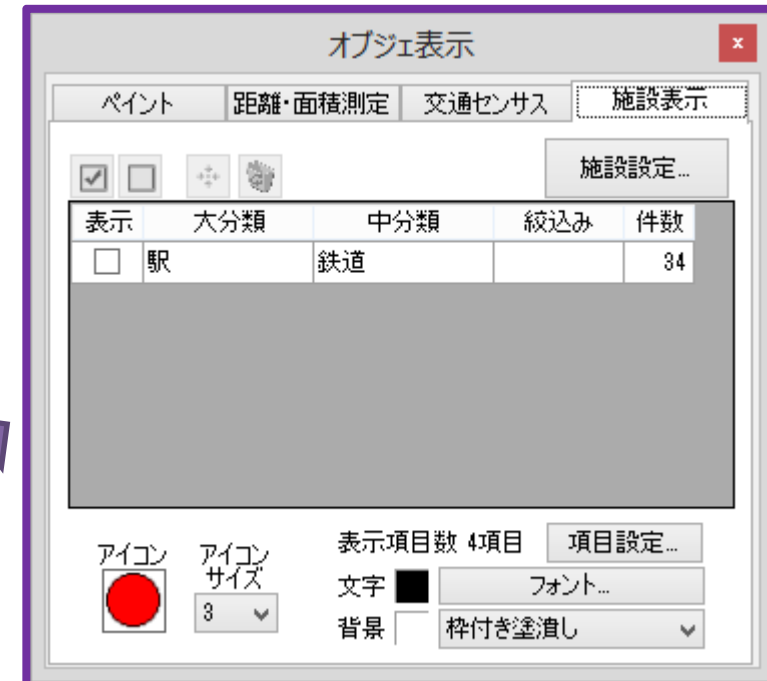 オブジェ表示
ペイント 距離・面積測定 交通センサス 施設表示
施設設定...
表示 大分類 中分類 絞込み 件数
駅 鉄道 34
アイコン
アイコン
サイズ
3
表示項目数 4項目 項目設定...
文字 フォント...
背景 枠付き塗潰し